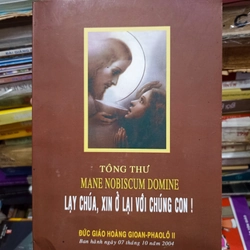 TÔNG THƯ
MANE NOBISCUM DOMINE
LẠY CHÚA, XIN Ở LẠI VỚI CHÚNG CON !
ĐỨC GIÁO HOÀNG GIOAN-PHAOLÔ II
Ban hành ngày 07 tháng 10 năm 2004